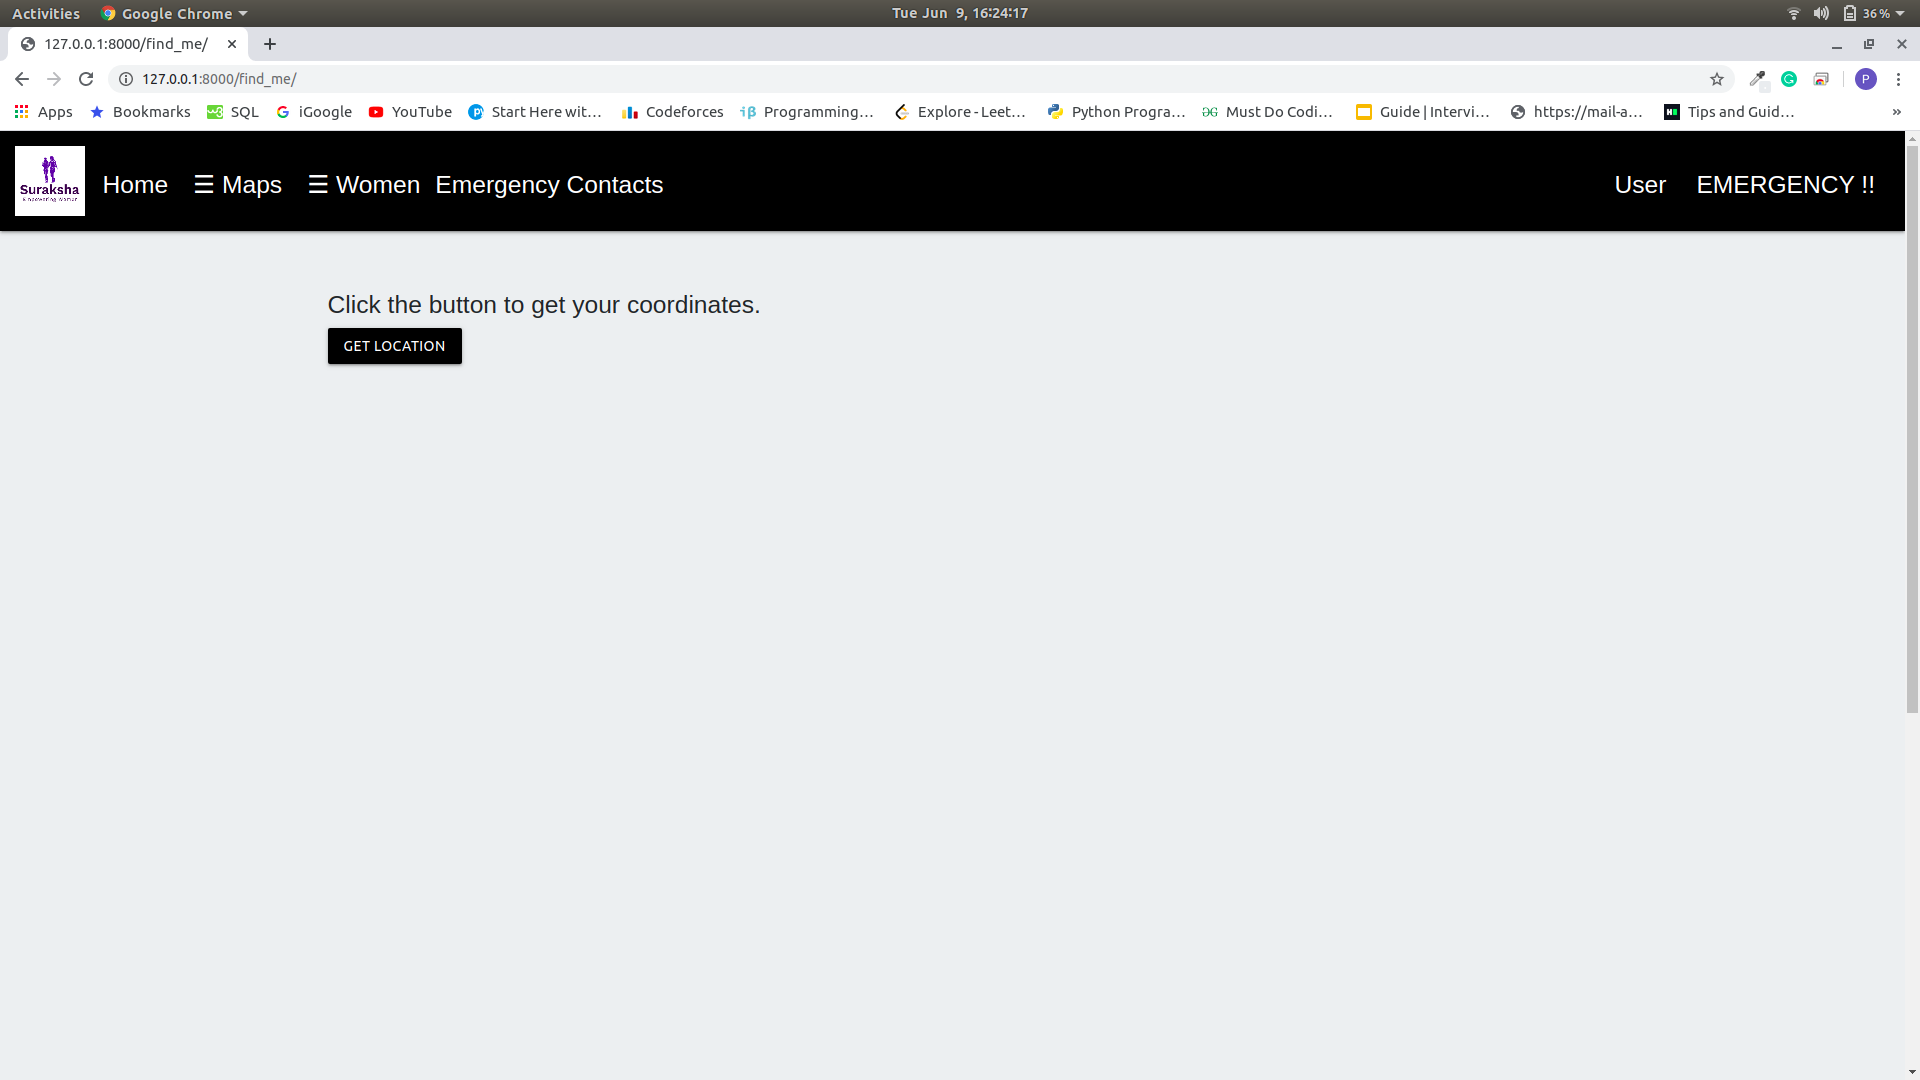 Activities Google Chrome Tue Jun 9, 16:24:17 36%
127.0.0.1:8000/find_me/
127.0.0.1:8000/find_me/ P
Apps Bookmarks SQL iGoogle YouTube Start Here wit... Codeforces Programming... Explore - Leet... Python Progra... Must Do Codi... Guide | Intervi... https://mail-a... Tips and Guid... »
Suraksha
Empowering Woman
Home ☰ Maps ☰ Women Emergency Contacts User EMERGENCY !!
Click the button to get your coordinates.
GET LOCATION